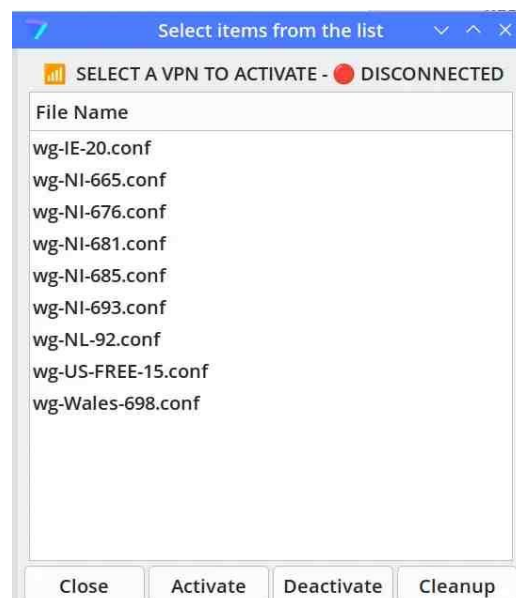 Select items from the list
SELECT A VPN TO ACTIVATE - 🔴 DISCONNECTED
File Name
wg-IE-20.conf
wg-NI-665.conf
wg-NI-676.conf
wg-NI-681.conf
wg-NI-685.conf
wg-NI-693.conf
wg-NL-92.conf
wg-US-FREE-15.conf
wg-Wales-698.conf
Close Activate Deactivate Cleanup